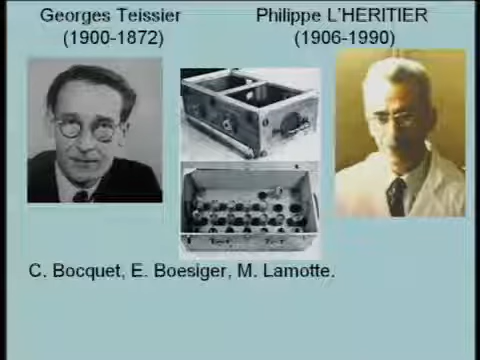 Georges Teissier
(1900-1872)
Philippe L'HERITIER
(1906-1990)
C. Bocquet, E. Boesiger, M. Lamotte.